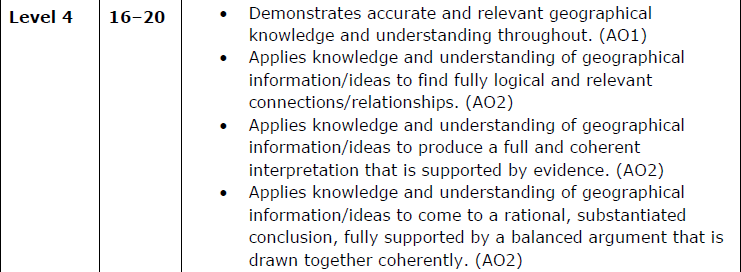 Level 4 16–20 • Demonstrates accurate and relevant geographical
knowledge and understanding throughout. (AO1)
• Applies knowledge and understanding of geographical
information/ideas to find fully logical and relevant
connections/relationships. (AO2)
• Applies knowledge and understanding of geographical
information/ideas to produce a full and coherent
interpretation that is supported by evidence. (AO2)
• Applies knowledge and understanding of geographical
information/ideas to come to a rational, substantiated
conclusion, fully supported by a balanced argument that is
drawn together coherently. (AO2)